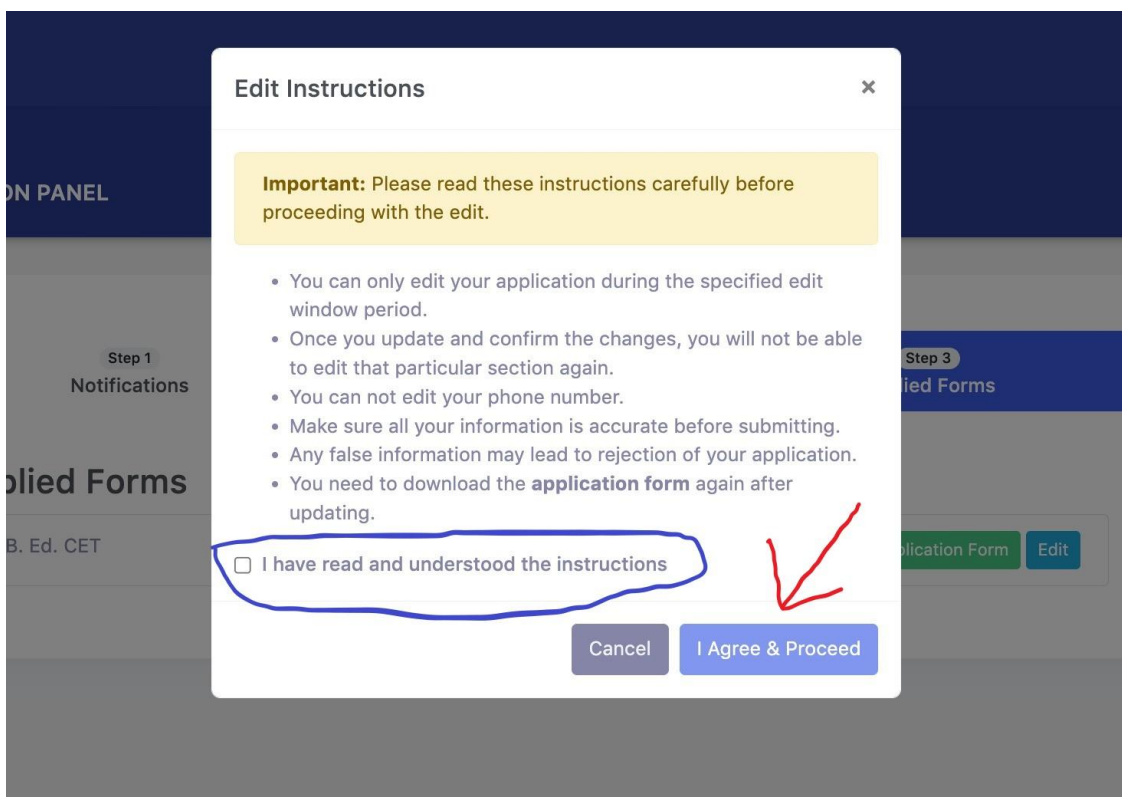 Edit Instructions
×
Important: Please read these instructions carefully before
proceeding with the edit.
ON PANEL
• You can only edit your application during the specified edit
window period.
• Once you update and confirm the changes, you will not be able
to edit that particular section again.
• You can not edit your phone number.
• Make sure all your information is accurate before submitting.
• Any false information may lead to rejection of your application.
• You need to download the application form again after
updating.
Step 1
Notifications
Step 3
lied Forms
plied Forms
B. Ed. CET
plication Form
Edit
I have read and understood the instructions
Cancel
I Agree & Proceed